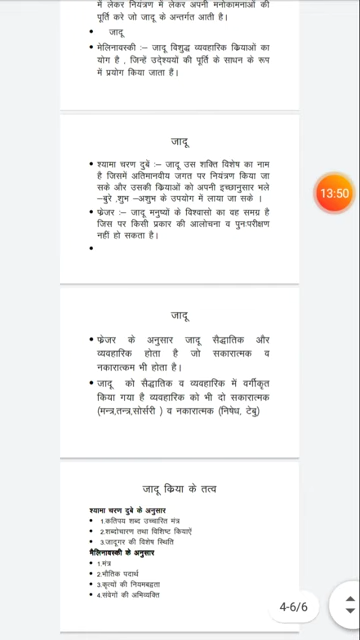 में लेकर नियंत्रण में लेकर अपनी मनोकामनाओं की
पूर्ति करे जो जादू के अन्तर्गत आती है।
• जादू
• मेलिनावस्की :– जादू विशुद्ध व्यवहारिक क्रियाओं का
योग है , जिन्हें उदेश्ययों की पूर्ति के साधन के रूप
में प्रयोग किया जाता हैं।
जादू
• श्यामा चरण दुबें :– जादू उस शक्ति विशेष का नाम
है जिसमें अतिमानवीय जगत पर नियंत्रण किया जा
सके और उसकी क्रियाओं को अपनी इच्छानुसार भले
–बुरे ,शुभ –अशुभ के उपयोग में लाया जा सके ।
• फ्रेजर :– जादू मनुष्यों के विश्वासो का वह समग्र है
जिस पर किसी प्रकार की आलोचना व पुनःपरीक्षण
नहीं हो सकता है।
•
13:50
जादू
• फ्रेजर के अनुसार जादू सैद्धातिक और
व्यवहारिक होता है जो सकारात्मक व
नकारात्कम भी होता है।
• जादू को सैद्धातिक व व्यवहारिक में वर्गीकृत
किया गया है व्यवहारिक को भी दो सकारात्मक
(मन्त्र,तन्त्र,सोर्सरी ) व नकारात्मक (निषेध, टेबु)
जादू क्रिया के तत्व
श्यामा चरण दुबे के अनुसार
• 1.कतिपय शब्द उच्चारित मंत्र
• 2.शब्दोचारण तथा विशिष्ट कियाऐं
• 3.जादूगर की विशेष स्थिति
मैलिनावस्की के अनुसार
• 1.मंत्र
• 2.भौतिक पदार्थ
• 3.कृत्यों की नियमबद्वता
• 4.संवेगों की अभिव्यक्ति
4-6/6